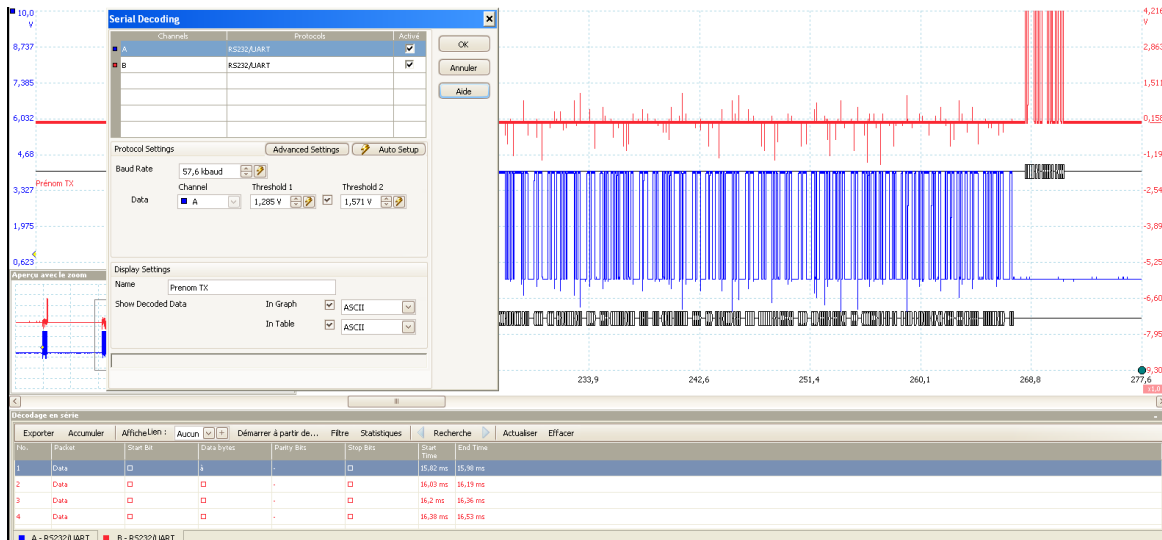 10,0
V
8,737
7,385
6,032
4,68
3,327
1,975
0,623
Prénom TX
Serial Decoding
Channels Protocols Activé
A RS232/UART
B RS232/UART
OK
Annuler
Aide
Protocol Settings Advanced Settings Auto Setup
Baud Rate 57,6 kbaud
Channel Threshold 1 Threshold 2
Data A 1,285 V 1,571 V
Display Settings
Name Prenom TX
Show Decoded Data In Graph ASCII
In Table ASCII
4,216
V
2,863
1,511
0,158
-1,19
-2,54
-3,89
-5,25
-6,60
-7,95
-9,30
233,9 242,6 251,4 260,1 268,8 277,6
x1,0
Aperçu avec le zoom
Décodage en série
Exporter Accumuler Affiche Lien : Aucun Démarrer à partir de... Filtre Statistiques Recherche Actualiser Effacer
No. Packet Start Bit Data bytes Parity Bits Stop Bits Start Time End Time
1 Data à - 15,82 ms 15,98 ms
2 Data - 16,03 ms 16,19 ms
3 Data - 16,2 ms 16,36 ms
4 Data - 16,38 ms 16,53 ms
A - RS232/UART B - RS232/UART